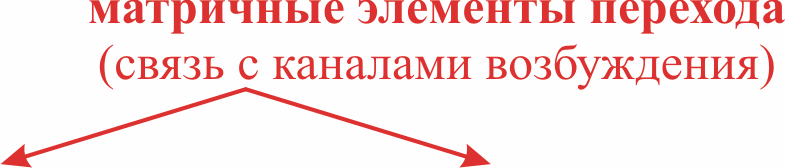 матричные элементы перехода
(связь с каналами возбуждения)